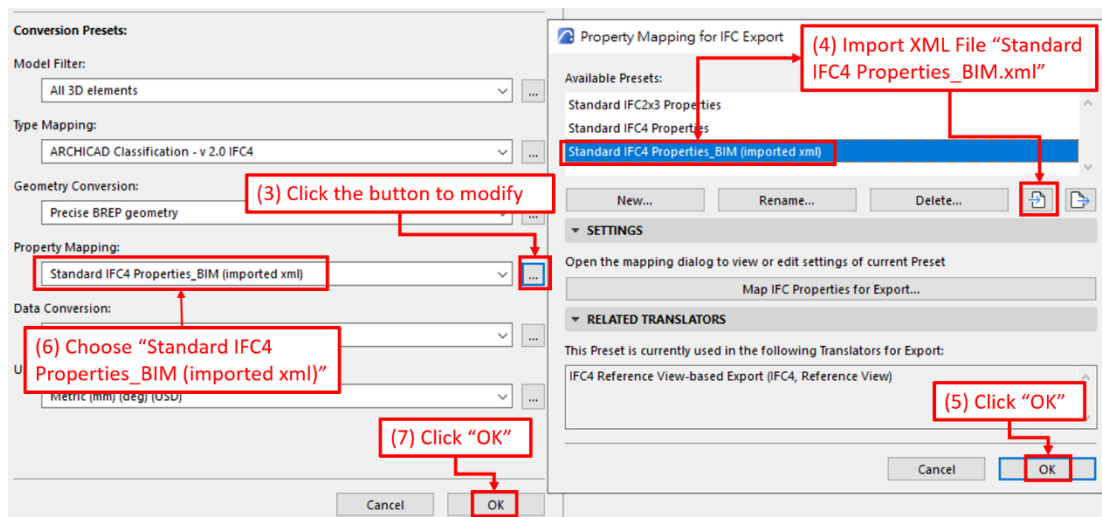 Conversion Presets:
Model Filter:
All 3D elements
...
Type Mapping:
ARCHICAD Classification - v 2.0 IFC4
...
Geometry Conversion:
(3) Click the button to modify
Precise BREP geometry
...
Property Mapping:
Standard IFC4 Properties_BIM (imported xml)
...
Data Conversion:
...
(6) Choose “Standard IFC4
Properties_BIM (imported xml)”
U
Metric (mm) (deg) (USD)
...
(7) Click “OK”
Cancel
OK
Property Mapping for IFC Export
(4) Import XML File “Standard
IFC4 Properties_BIM.xml”
Available Presets:
Standard IFC2x3 Properties
Standard IFC4 Properties
Standard IFC4 Properties_BIM (imported xml)
New...
Rename...
Delete...
SETTINGS
Open the mapping dialog to view or edit settings of current Preset
Map IFC Properties for Export...
RELATED TRANSLATORS
This Preset is currently used in the following Translators for Export:
IFC4 Reference View-based Export (IFC4, Reference View)
(5) Click “OK”
Cancel
OK